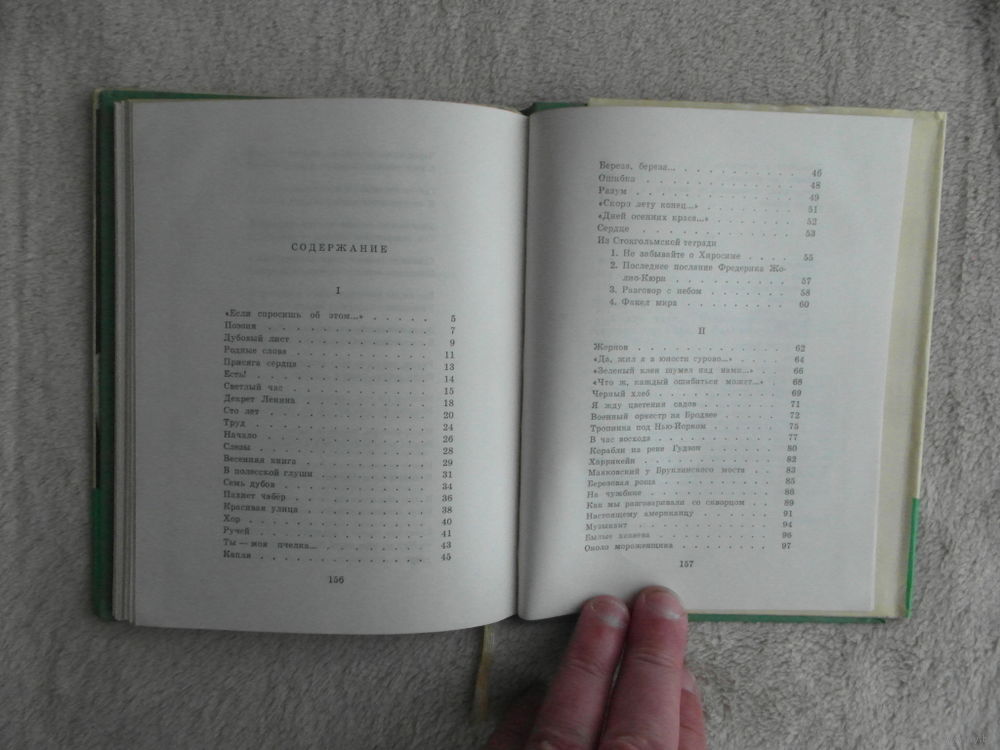 СОДЕРЖАНИЕ
I
«Если спросишь об этом...» . . . . . . 5
Поэзия . . . . . . . . . . 7
Дубовый лист . . . . . . . . . 9
Родные слова . . . . . . . . . 11
Присяга сердца . . . . . . . . 13
Есть! . . . . . . . . . . 14
Светлый час . . . . . . . . . 15
Декрет Ленина . . . . . . . . 18
Сто лет . . . . . . . . . . 20
Труд . . . . . . . . . . 24
Начало . . . . . . . . . . 26
Слезы . . . . . . . . . . 28
Весенняя книга . . . . . . . . 29
В полесской глуши . . . . . . . 31
Семь дубов . . . . . . . . . 34
Пахнет чабер . . . . . . . . . 36
Красивая улица . . . . . . . . 38
Хор . . . . . . . . . . 40
Ручей . . . . . . . . . . 41
Ты — моя пчелка... . . . . . . . 43
Капли . . . . . . . . . . 45
156
Береза, береза... . . . . . . . . 46
Ошибка . . . . . . . . . . 48
Разум . . . . . . . . . . 49
«Скоро лету конец...» . . . . . . . 51
«Дней осенних краса...» . . . . . . 52
Сердце . . . . . . . . . . 53
Из Стокгольмской тетради
1. Не забывайте о Хиросиме . . . . 55
2. Последнее послание Фредерика Жо-
лио-Кюри . . . . . . . . 57
3. Разговор с небом . . . . . . 58
4. Факел мира . . . . . . . . 60
II
Жернов . . . . . . . . . . 62
«Да, жил я в юности сурово...» . . . . 64
«Зеленый клен шумел над нами...» . . . 66
«Что ж, каждый ошибиться может...» . . 68
Черный хлеб . . . . . . . . . 69
Я жду цветения садов . . . . . . 71
Военный оркестр на Бродвее . . . . . 72
Тропинка под Нью-Йорком . . . . . 75
В час восхода . . . . . . . . . 77
Корабли на реке Гудзон . . . . . . 80
Харрикейн . . . . . . . . . 82
Маяковский у Бруклинского моста . . . 83
Березовая роща . . . . . . . . 85
На чужбине . . . . . . . . . 86
Как мы разговаривали со скворцом . . . 89
Настоящему американцу . . . . . . 91
Музыкант . . . . . . . . . 94
Былые хозяева . . . . . . . . 96
Около мороженщика . . . . . . . 97
157